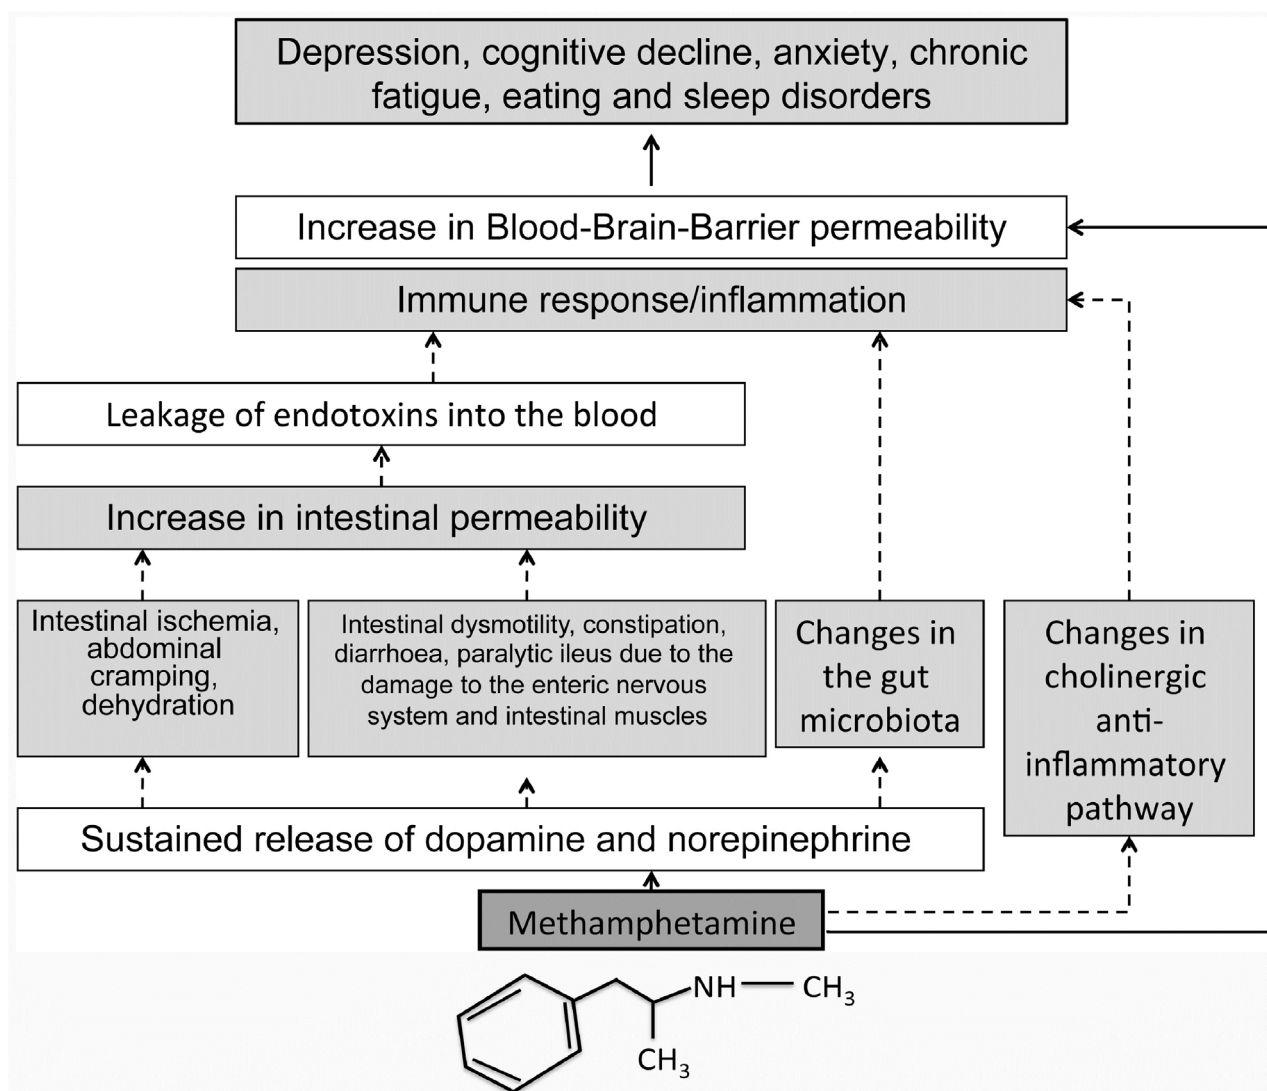 Depression, cognitive decline, anxiety, chronic
fatigue, eating and sleep disorders
Increase in Blood-Brain-Barrier permeability
Immune response/inflammation
Leakage of endotoxins into the blood
Increase in intestinal permeability
Intestinal ischemia,
abdominal
cramping,
dehydration
Intestinal dysmotility, constipation,
diarrhoea, paralytic ileus due to the
damage to the enteric nervous
system and intestinal muscles
Changes in
the gut
microbiota
Changes in
cholinergic
anti-
inflammatory
pathway
Sustained release of dopamine and norepinephrine
Methamphetamine
NH
CH3
CH3